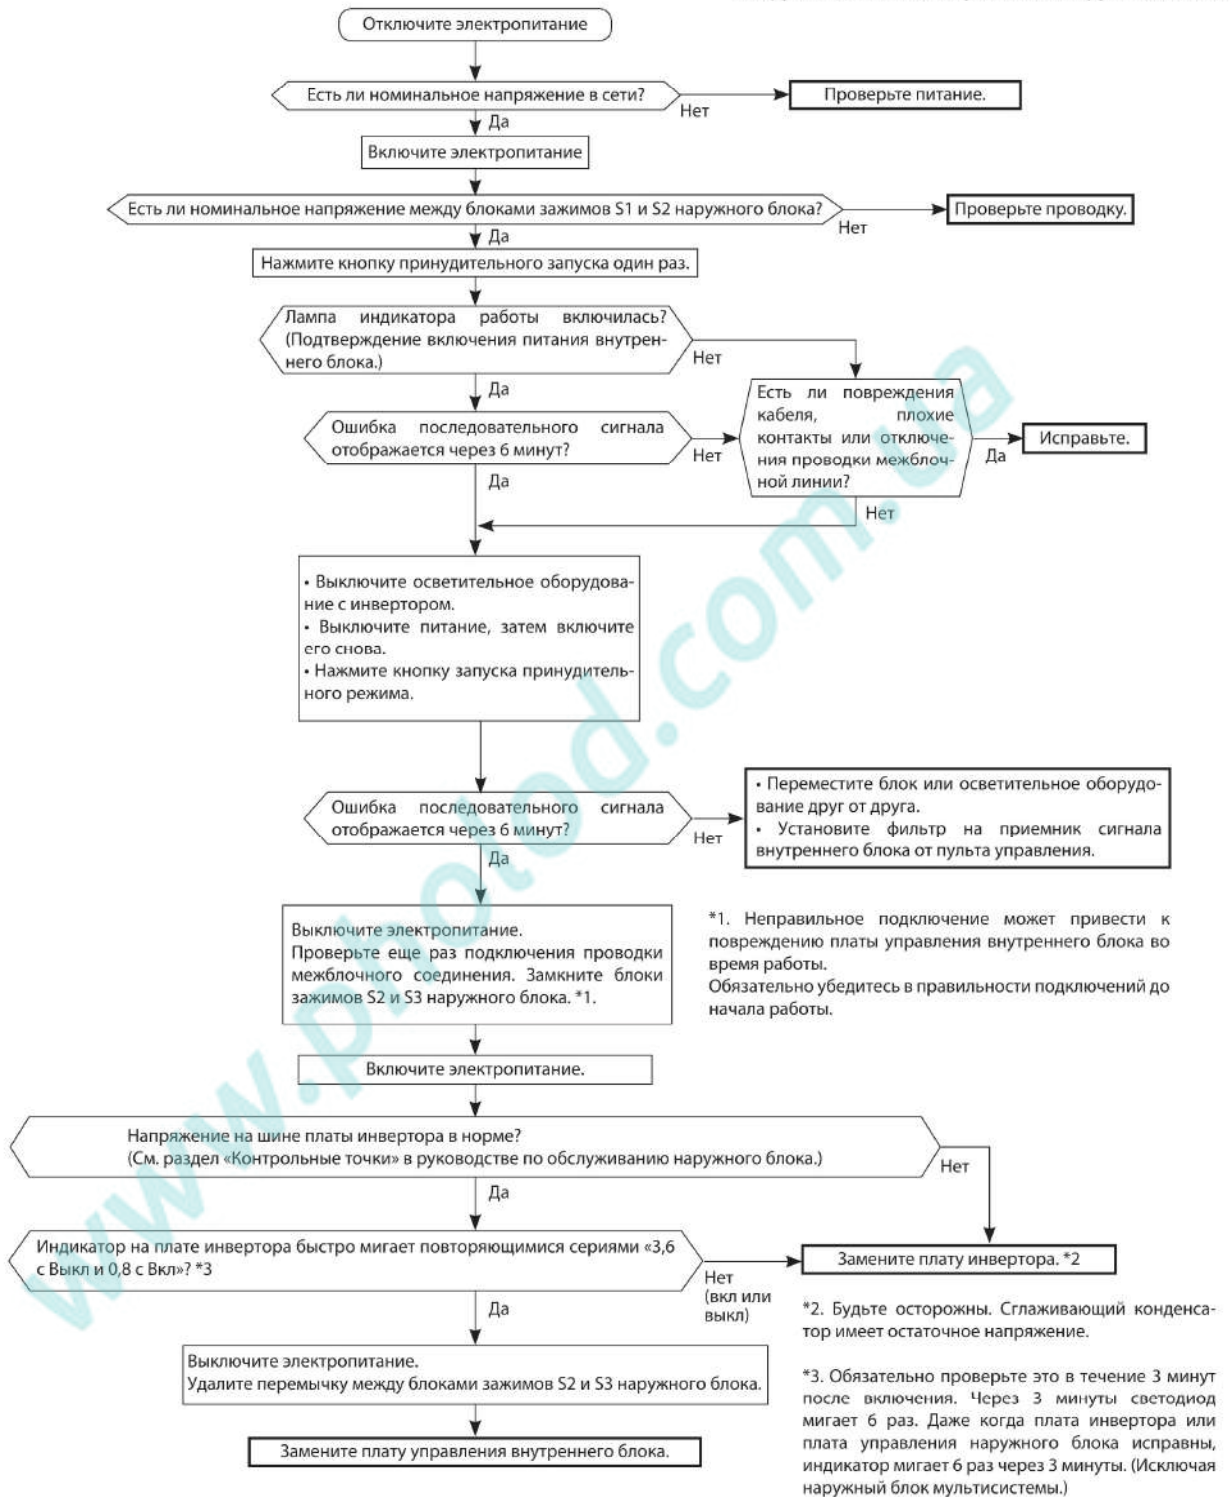 Отключите электропитание
Есть ли номинальное напряжение в сети?
Нет
Проверьте питание.
Да
Включите электропитание
Есть ли номинальное напряжение между блоками зажимов S1 и S2 наружного блока?
Нет
Проверьте проводку.
Да
Нажмите кнопку принудительного запуска один раз.
Лампа индикатора работы включилась?
(Подтверждение включения питания внутрен-
него блока.)
Нет
Да
Ошибка последовательного сигнала
отображается через 6 минут?
Нет
Есть ли повреждения
кабеля, плохие
контакты или отключе-
ния проводки межблоч-
ной линии?
Да
Исправьте.
Да
Нет
• Выключите осветительное оборудова-
ние с инвертором.
• Выключите питание, затем включите
его снова.
• Нажмите кнопку запуска принудитель-
ного режима.
Ошибка последовательного сигнала
отображается через 6 минут?
Нет
• Переместите блок или осветительное оборудо-
вание друг от друга.
• Установите фильтр на приемник сигнала
внутреннего блока от пульта управления.
Да
Выключите электропитание.
Проверьте еще раз подключения проводки
межблочного соединения. Замкните блоки
зажимов S2 и S3 наружного блока. *1.
*1. Неправильное подключение может привести к
повреждению платы управления внутреннего блока во
время работы.
Обязательно убедитесь в правильности подключений до
начала работы.
Включите электропитание.
Напряжение на шине платы инвертора в норме?
(См. раздел «Контрольные точки» в руководстве по обслуживанию наружного блока.)
Нет
Да
Индикатор на плате инвертора быстро мигает повторяющимися сериями «3,6
с Выкл и 0,8 с Вкл»? *3
Нет
(вкл или
выкл)
Замените плату инвертора. *2
Да
*2. Будьте осторожны. Сглаживающий конденса-
тор имеет остаточное напряжение.
Выключите электропитание.
Удалите перемычку между блоками зажимов S2 и S3 наружного блока.
Замените плату управления внутреннего блока.
*3. Обязательно проверьте это в течение 3 минут
после включения. Через 3 минуты светодиод
мигает 6 раз. Даже когда плата инвертора или
плата управления наружного блока исправны,
индикатор мигает 6 раз через 3 минуты. (Исключая
наружный блок мультисистемы.)
www.pholod.com.ua